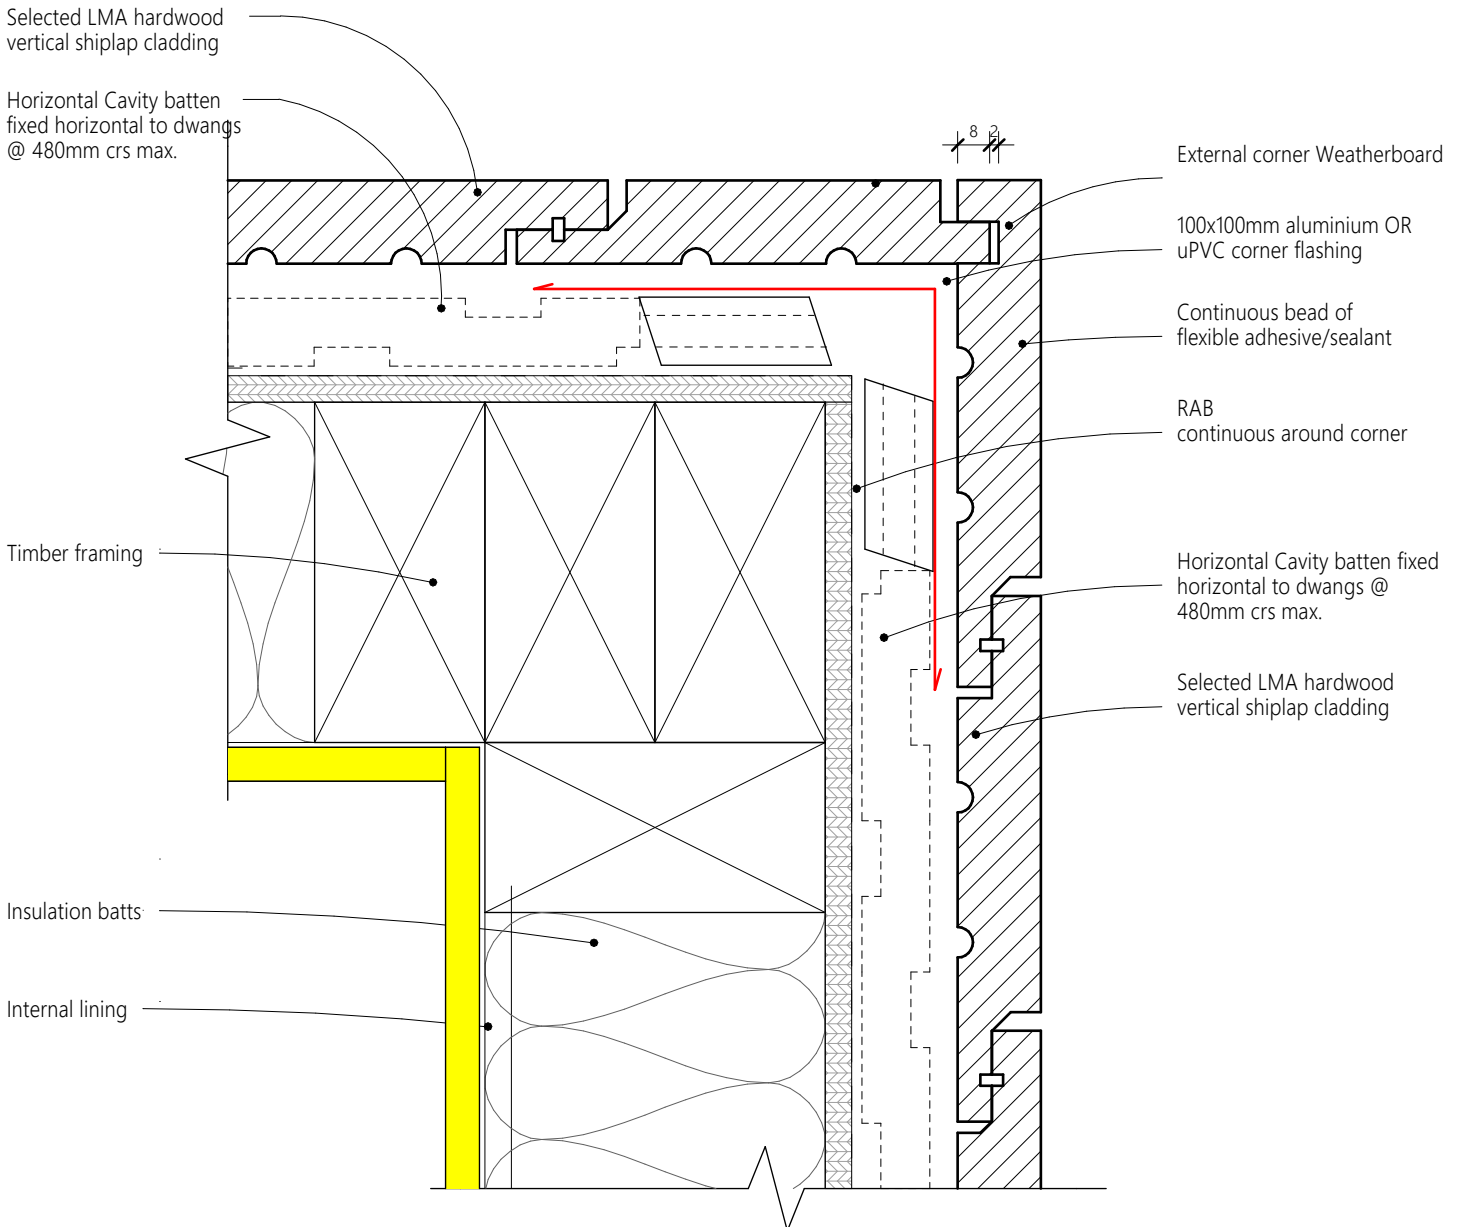 Selected LMA hardwood
vertical shiplap cladding
Horizontal Cavity batten
fixed horizontal to dwangs
@ 480mm crs max.
Timber framing
Insulation batts
Internal lining
8 2
External corner Weatherboard
100x100mm aluminium OR
uPVC corner flashing
Continuous bead of
flexible adhesive/sealant
RAB
continuous around corner
Horizontal Cavity batten fixed
horizontal to dwangs @
480mm crs max.
Selected LMA hardwood
vertical shiplap cladding